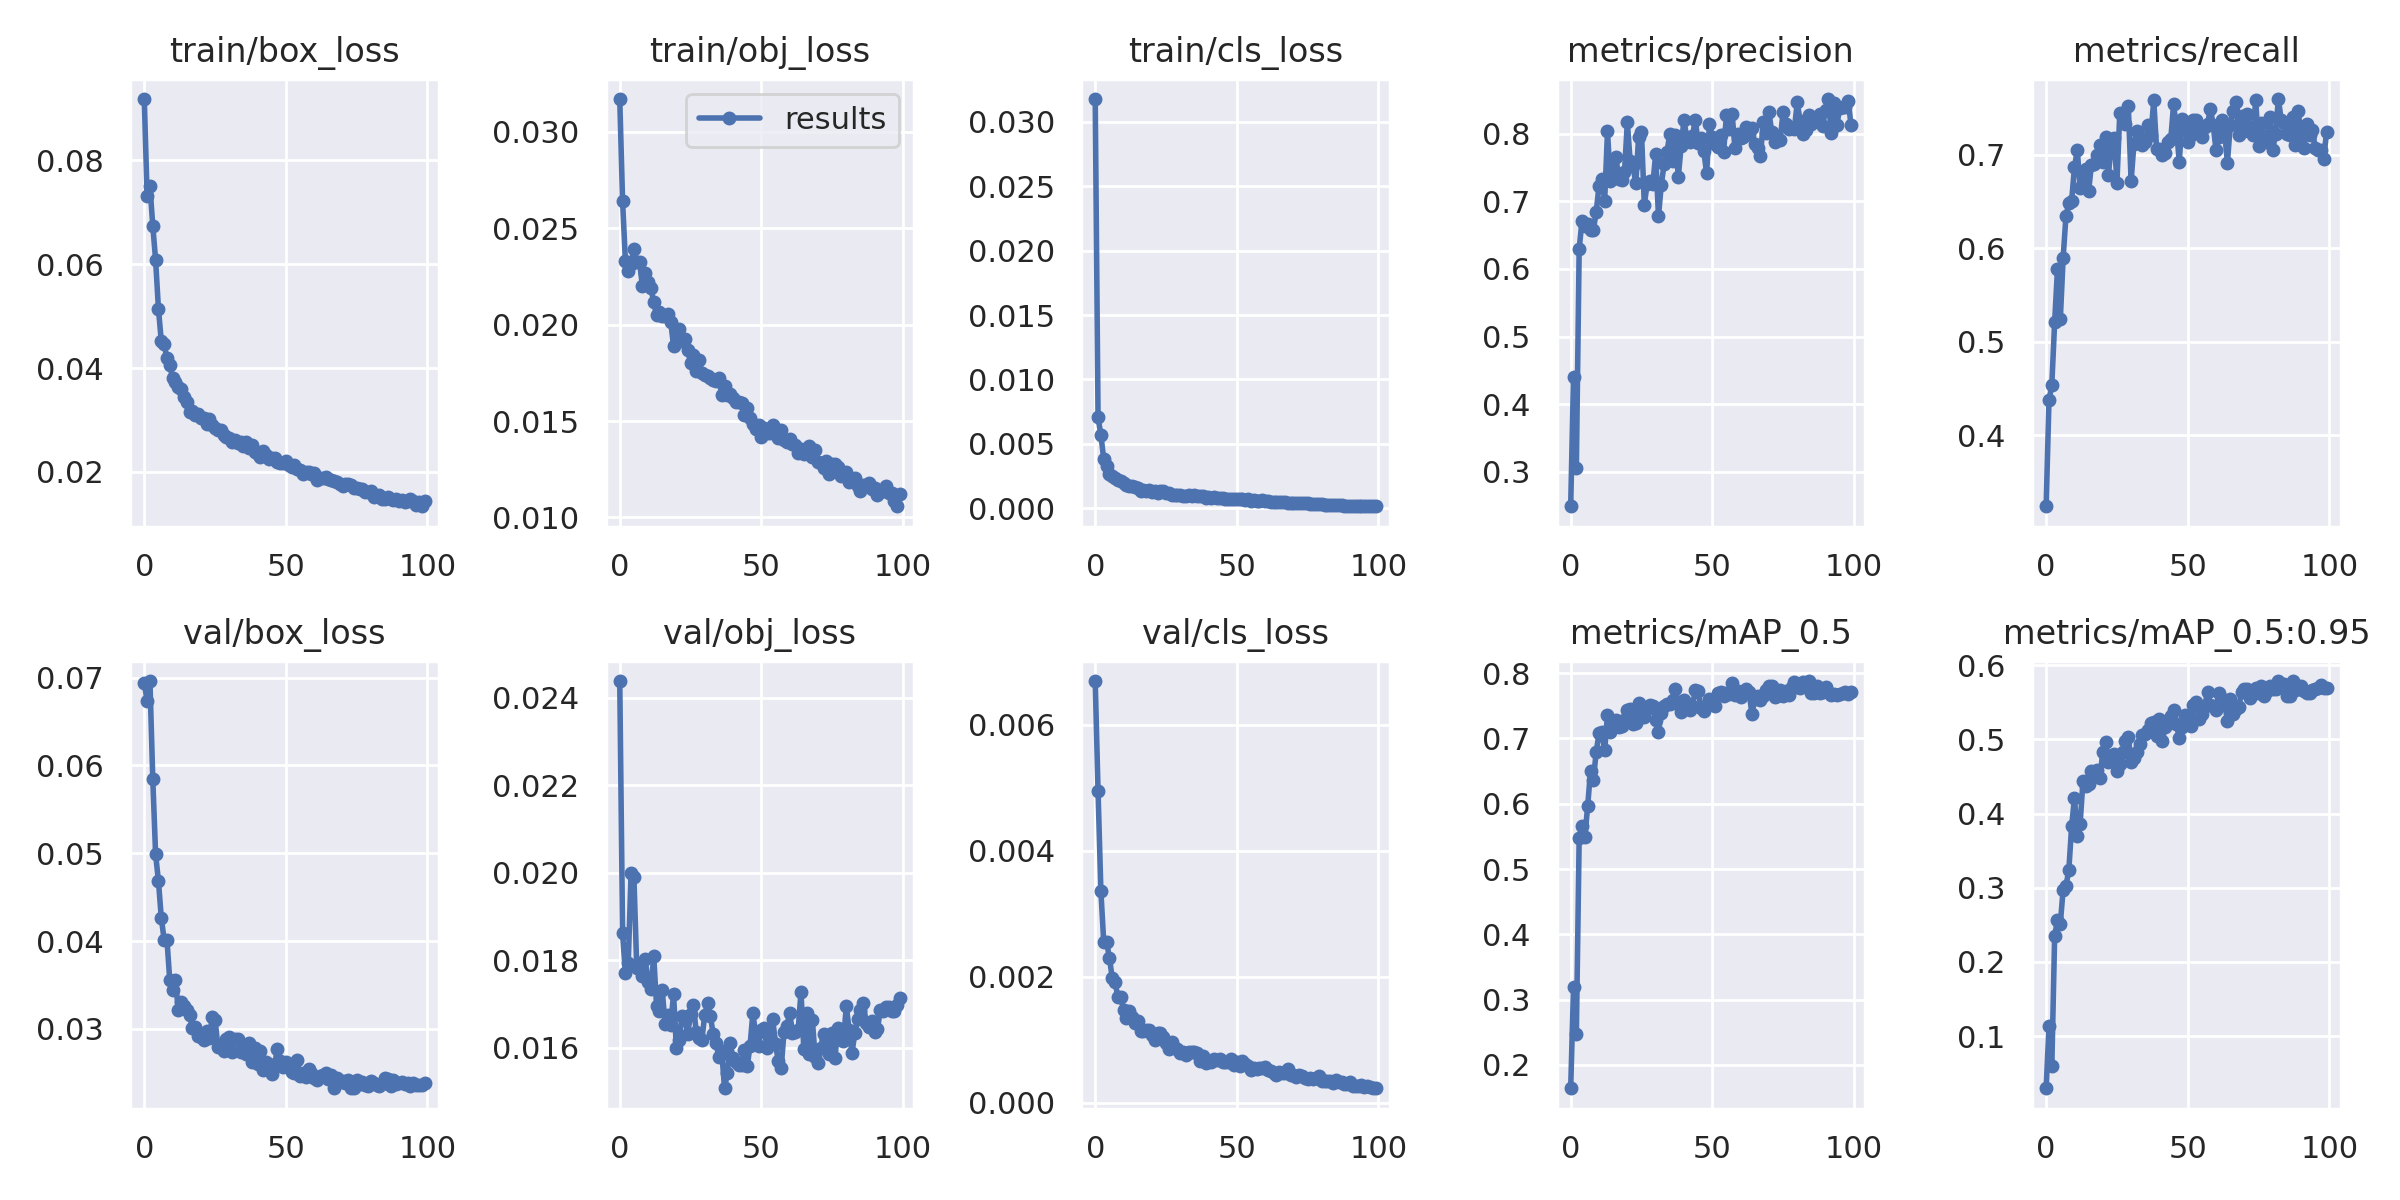 train/box_loss
0.08
0.06
0.04
0.02
0 50 100
train/obj_loss
results
0.030
0.025
0.020
0.015
0.010
0 50 100
train/cls_loss
0.030
0.025
0.020
0.015
0.010
0.005
0.000
0 50 100
metrics/precision
0.8
0.7
0.6
0.5
0.4
0.3
0 50 100
metrics/recall
0.7
0.6
0.5
0.4
0 50 100
val/box_loss
0.07
0.06
0.05
0.04
0.03
0 50 100
val/obj_loss
0.024
0.022
0.020
0.018
0.016
0 50 100
val/cls_loss
0.006
0.004
0.002
0.000
0 50 100
metrics/mAP_0.5
0.8
0.7
0.6
0.5
0.4
0.3
0.2
0 50 100
metrics/mAP_0.5:0.95
0.6
0.5
0.4
0.3
0.2
0.1
0 50 100